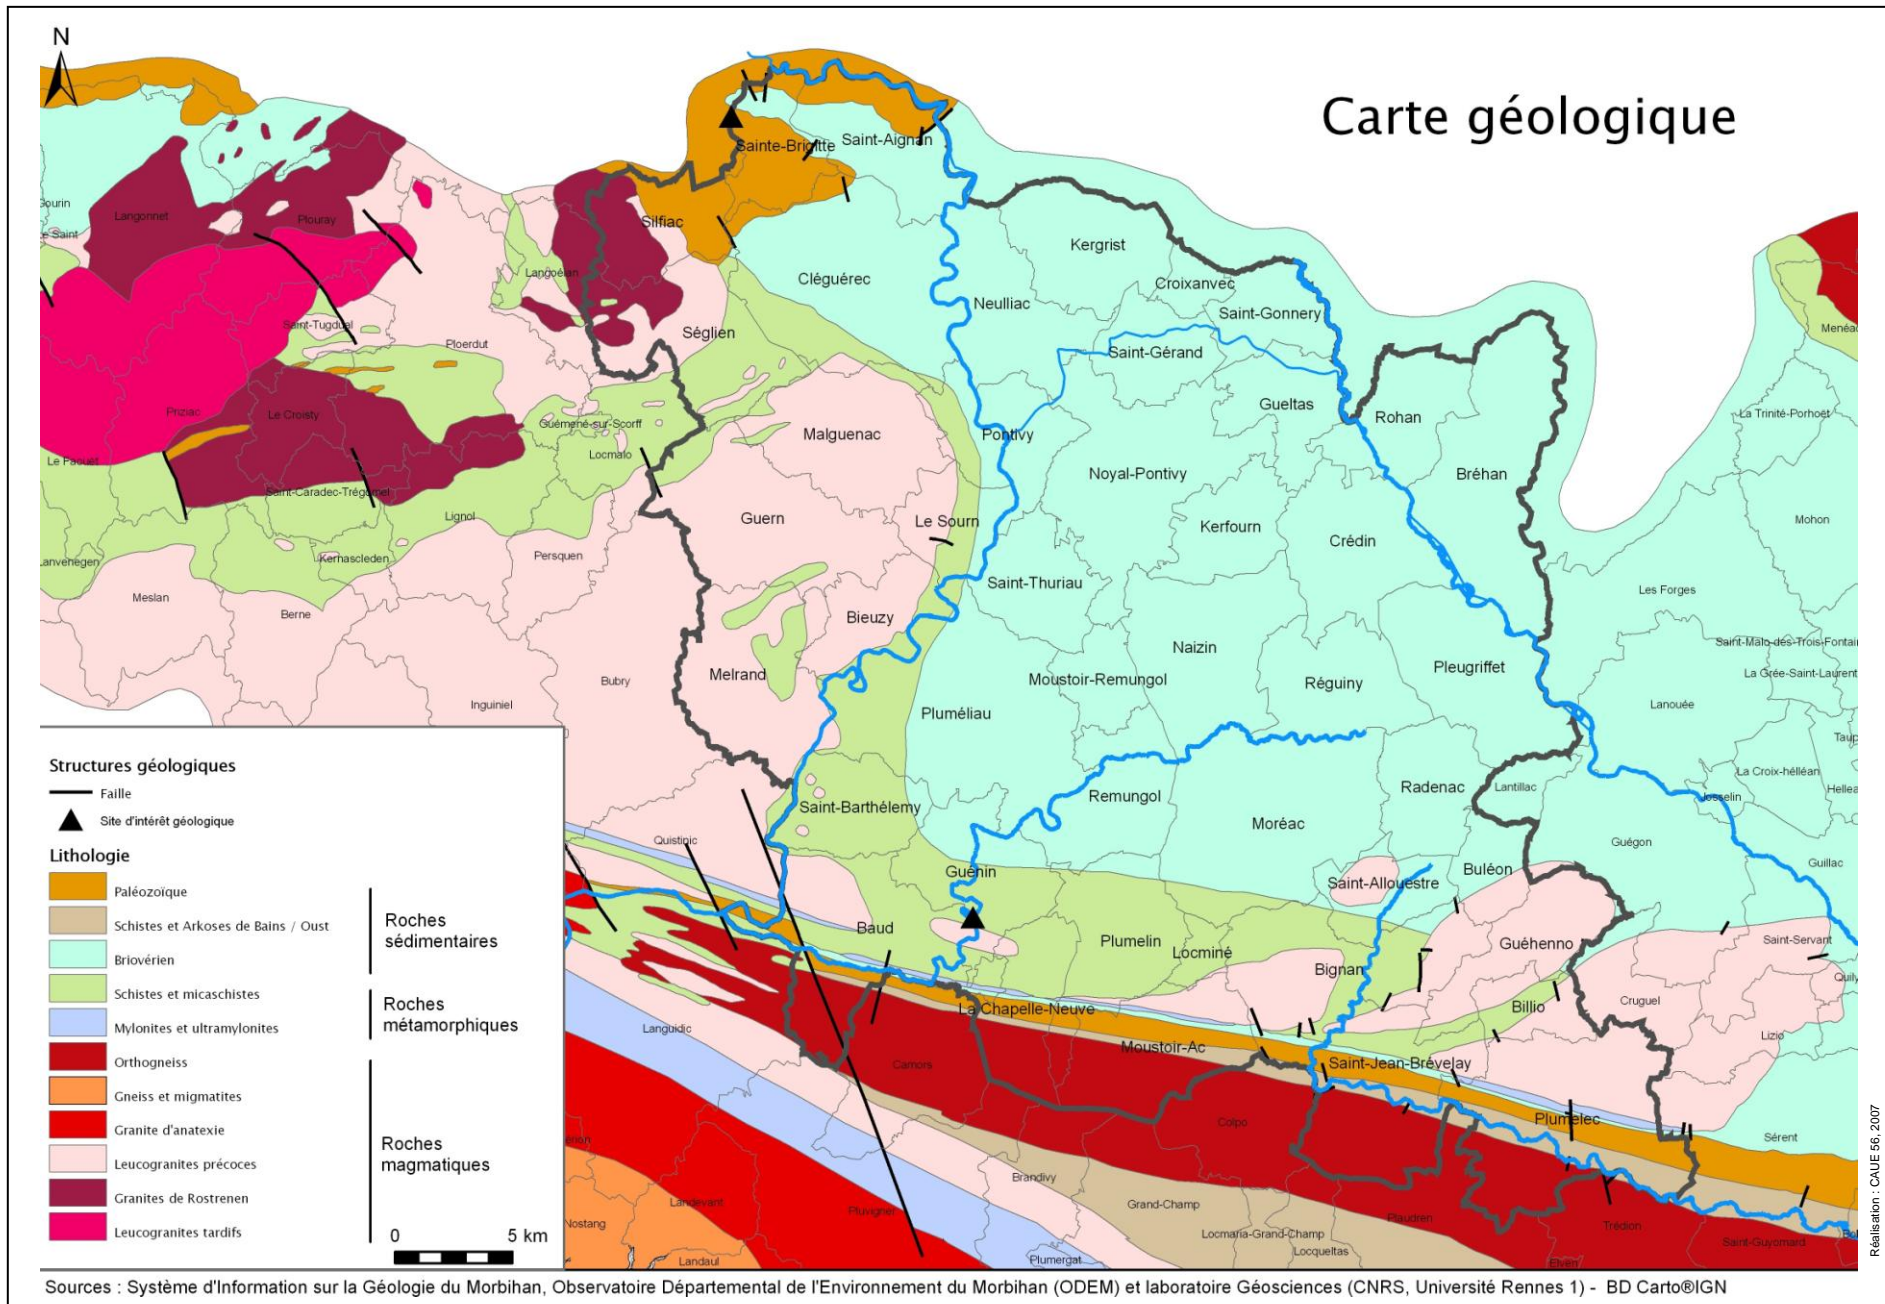 N
Carte géologique
Sainte-Brigitte
Saint-Aignan
Langonnet
Plouray
Silfiac
Kergrist
Langoëlan
Cléguérec
Croixanvec
Neulliac
Saint-Gonnery
Saint-Tugdual
Séglien
Ploerdut
Saint-Gérand
Gueltas
Rohan
Priziac
Le Croisty
Guémené-sur-Scorff
Malguenac
Pontivy
La Trinité-Porhoët
Le Faouët
Locmalo
Noyal-Pontivy
Bréhan
Saint-Caradec-Trégomel
Lignol
Guern
Le Sourn
Kerfourn
Crédin
Mohon
Lanvenegen
Kernascleden
Persquen
Saint-Thuriau
Meslan
Berne
Bieuzy
Les Forges
Naizin
Saint-Malo-des-Trois-Fontain
Bubry
Melrand
Moustoir-Remungol
Réguiny
Pleugriffet
La Grée-Saint-Laurent
Inguiniel
Pluméliau
Lanouée
Taup
La Croix-helléan
Saint-Barthélemy
Remungol
Radenac
Lantillac
Josselin
Hellea
Moréac
Quistinic
Guégon
Guillac
Guénin
Saint-Allouestre
Buléon
Baud
Plumelin
Locminé
Bignan
Guéhenno
Saint-Servant
Quily
Billio
Cruguel
La Chapelle-Neuve
Languidic
Lizio
Moustoir-Ac
Camors
Saint-Jean-Brévelay
Colpo
Plumelec
Sérent
Brandivy
Landevant
Pluvigner
Grand-Champ
Nostang
Locmaria-Grand-Champ
Plaudren
Trédion
Saint-Guyomard
Locqueltas
Landaul
Plumergat
Elven
Structures géologiques
Faille
Site d'intérêt géologique
Lithologie
Paléozoïque
Schistes et Arkoses de Bains / Oust
Briovérien
Roches
sédimentaires
Schistes et micaschistes
Mylonites et ultramylonites
Roches
métamorphiques
Orthogneiss
Gneiss et migmatites
Granite d'anatexie
Leucogranites précoces
Granites de Rostrenen
Leucogranites tardifs
Roches
magmatiques
0 5 km
Réalisation : CAUE 56, 2007
Sources : Système d'Information sur la Géologie du Morbihan, Observatoire Départemental de l'Environnement du Morbihan (ODEM) et laboratoire Géosciences (CNRS, Université Rennes 1) - BD Carto®IGN